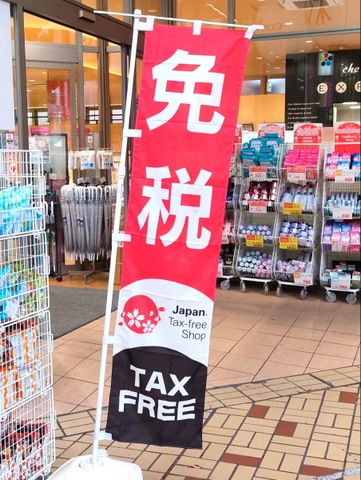 免
税
Japan.
Tax-free
Shop
TAX
FREE